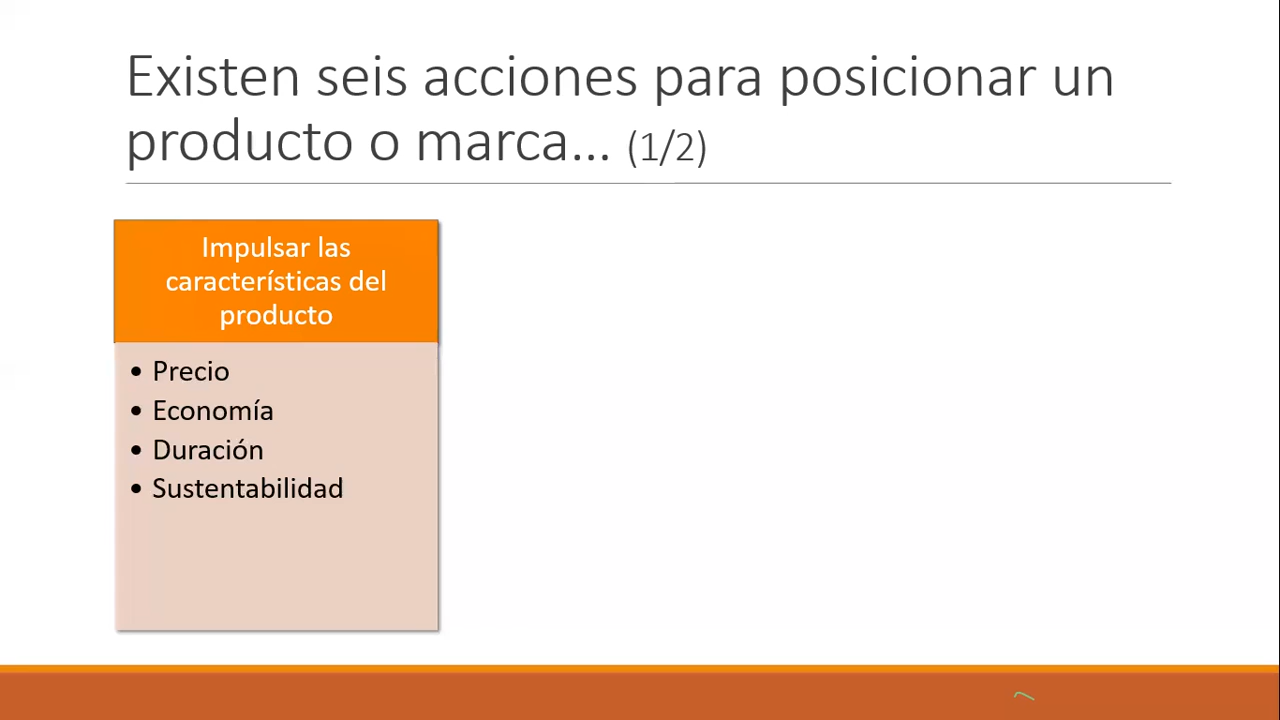 Existen seis acciones para posicionar un
producto o marca... (1/2)
Impulsar las
características del
producto
• Precio
• Economía
• Duración
• Sustentabilidad